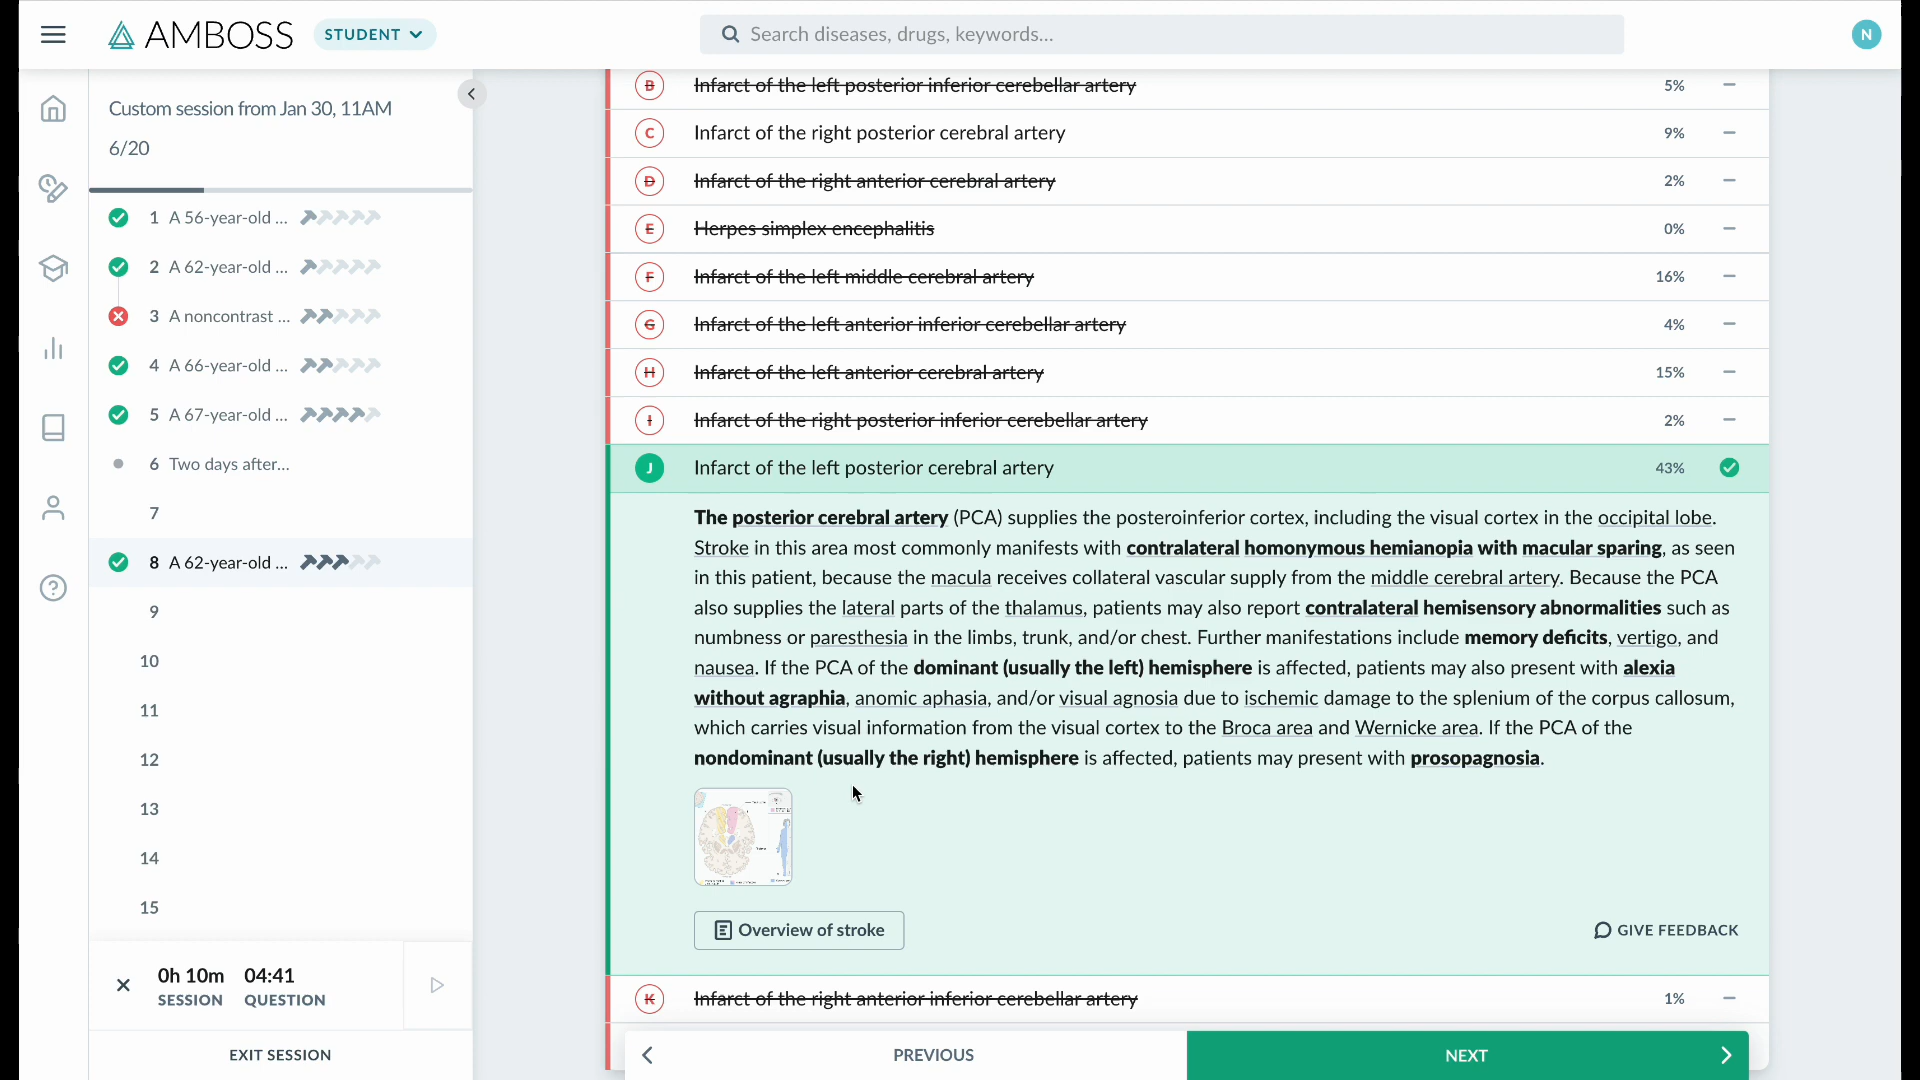 AMBOSS
STUDENT
Search diseases, drugs, keywords...
N
Custom session from Jan 30, 11AM
6/20
1 A 56-year-old ...
2 A 62-year-old ...
3 A noncontrast ...
4 A 66-year-old ...
5 A 67-year-old ...
6 Two days after...
7
8 A 62-year-old ...
9
10
11
12
13
14
15
0h 10m 04:41
SESSION QUESTION
EXIT SESSION
B Infarct of the left posterior inferior cerebellar artery 5%
C Infarct of the right posterior cerebral artery 9%
D Infarct of the right anterior cerebral artery 2%
E Herpes simplex encephalitis 0%
F Infarct of the left middle cerebral artery 16%
G Infarct of the left anterior inferior cerebellar artery 4%
H Infarct of the left anterior cerebral artery 15%
I Infarct of the right posterior inferior cerebellar artery 2%
J Infarct of the left posterior cerebral artery 43%
The posterior cerebral artery (PCA) supplies the posteroinferior cortex, including the visual cortex in the occipital lobe.
Stroke in this area most commonly manifests with contralateral homonymous hemianopia with macular sparing, as seen
in this patient, because the macula receives collateral vascular supply from the middle cerebral artery. Because the PCA
also supplies the lateral parts of the thalamus, patients may also report contralateral hemisensory abnormalities such as
numbness or paresthesia in the limbs, trunk, and/or chest. Further manifestations include memory deficits, vertigo, and
nausea. If the PCA of the dominant (usually the left) hemisphere is affected, patients may also present with alexia
without agraphia, anomic aphasia, and/or visual agnosia due to ischemic damage to the splenium of the corpus callosum,
which carries visual information from the visual cortex to the Broca area and Wernicke area. If the PCA of the
nondominant (usually the right) hemisphere is affected, patients may present with prosopagnosia.
Overview of stroke
GIVE FEEDBACK
K Infarct of the right anterior inferior cerebellar artery 1%
PREVIOUS
NEXT